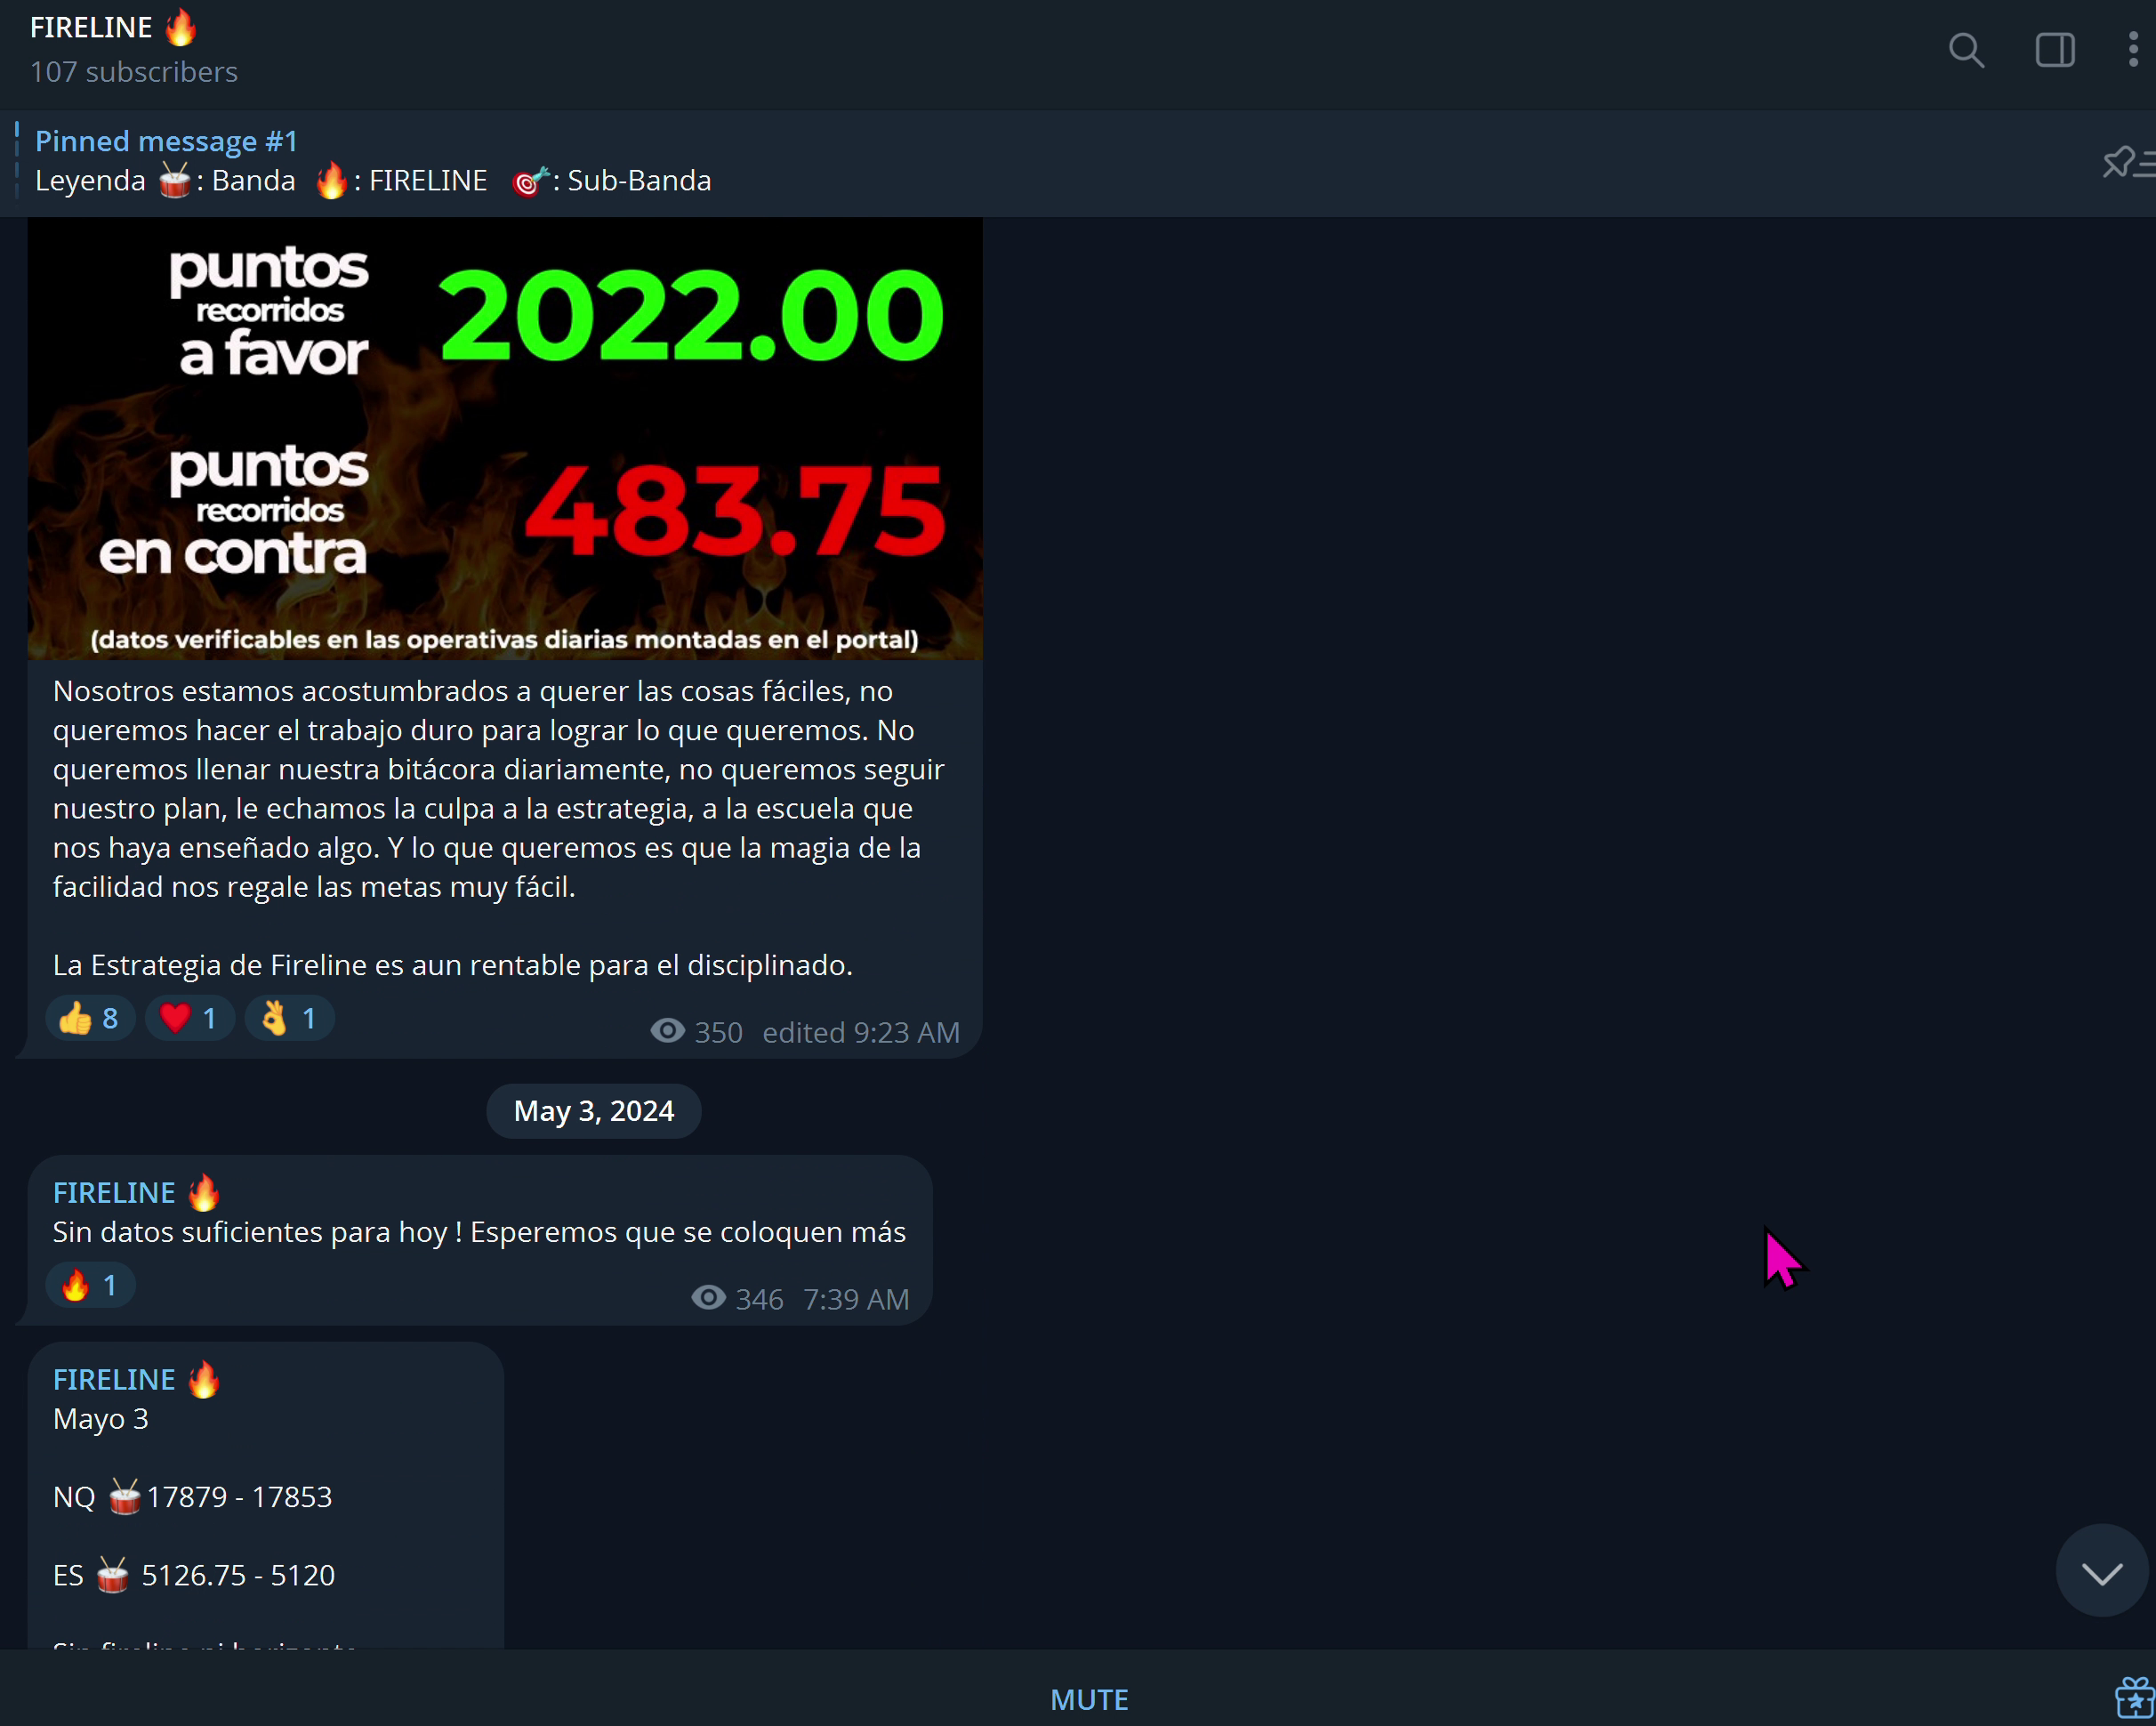 FIRELINE 🔥
107 subscribers
Pinned message #1
Leyenda 🥁: Banda 🔥: FIRELINE 🎯: Sub-Banda
puntos
recorridos
a favor
2022.00
puntos
recorridos
en contra
483.75
(datos verificables en las operativas diarias montadas en el portal)
Nosotros estamos acostumbrados a querer las cosas fáciles, no
queremos hacer el trabajo duro para lograr lo que queremos. No
queremos llenar nuestra bitácora diariamente, no queremos seguir
nuestro plan, le echamos la culpa a la estrategia, a la escuela que
nos haya enseñado algo. Y lo que queremos es que la magia de la
facilidad nos regale las metas muy fácil.
La Estrategia de Fireline es aun rentable para el disciplinado.
👍 8 ❤️ 1 👌 1
350 edited 9:23 AM
May 3, 2024
FIRELINE 🔥
Sin datos suficientes para hoy ! Esperemos que se coloquen más
🔥 1
346 7:39 AM
FIRELINE 🔥
Mayo 3
NQ 🥁17879 - 17853
ES 🥁 5126.75 - 5120
MUTE